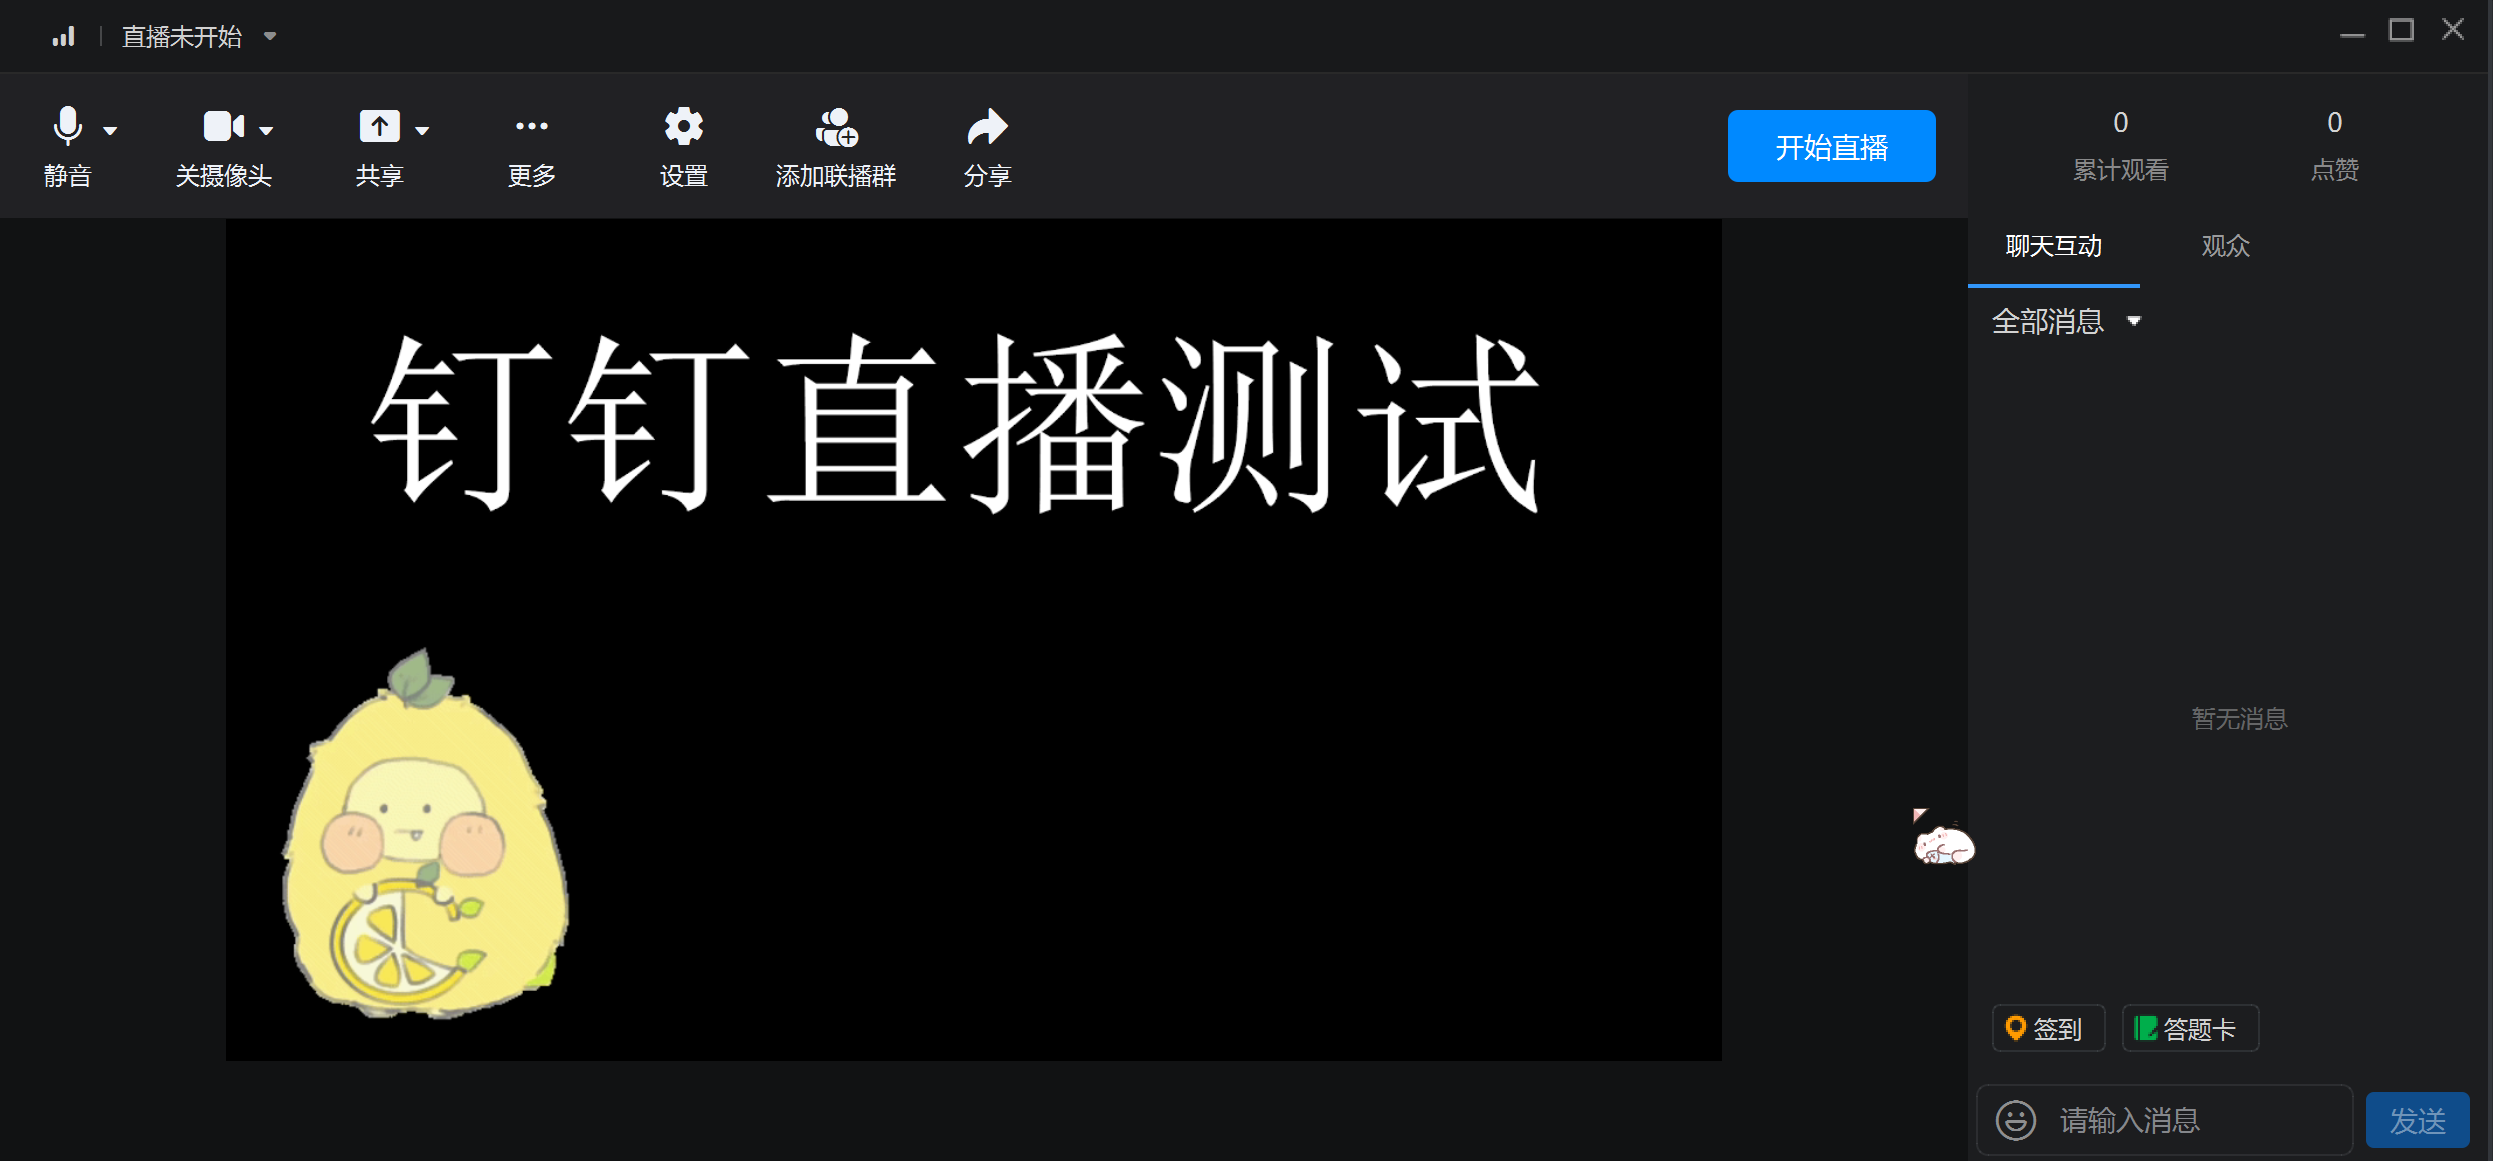 直播未开始
静音
关摄像头
共享
更多
设置
添加联播群
分享
开始直播
0
累计观看
0
点赞
聊天互动
观众
全部消息
钉钉直播测试
暂无消息
签到
答题卡
请输入消息
发送